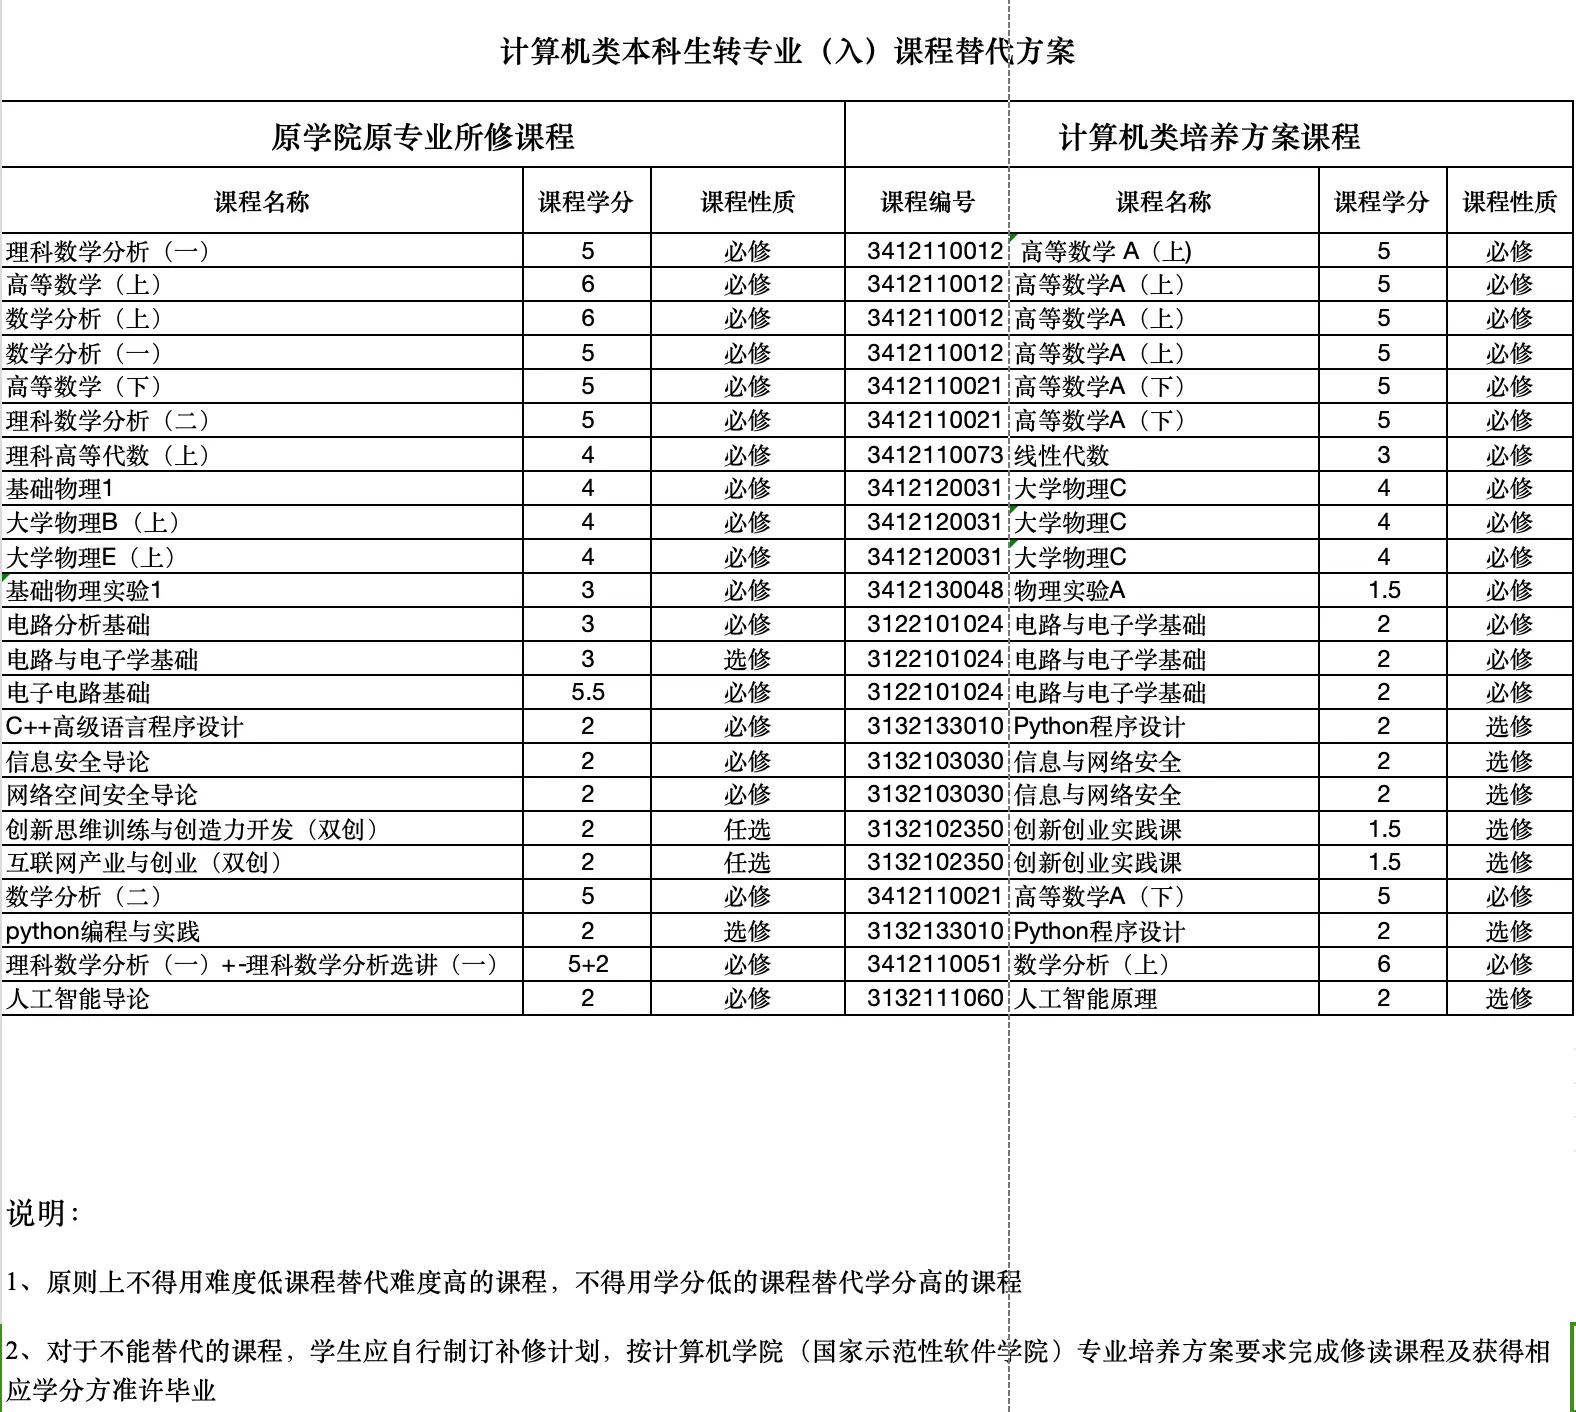 计算机类本科生转专业（入）课程替代方案
原学院原专业所修课程 计算机类培养方案课程
课程名称 课程学分 课程性质 课程编号 课程名称 课程学分 课程性质
理科数学分析（一） 5 必修 3412110012 高等数学 A（上) 5 必修
高等数学（上） 6 必修 3412110012 高等数学A（上） 5 必修
数学分析（上） 6 必修 3412110012 高等数学A（上） 5 必修
数学分析（一） 5 必修 3412110012 高等数学A（上） 5 必修
高等数学（下） 5 必修 3412110021 高等数学A（下） 5 必修
理科数学分析（二） 5 必修 3412110021 高等数学A（下） 5 必修
理科高等代数（上） 4 必修 3412110073 线性代数 3 必修
基础物理1 4 必修 3412120031 大学物理C 4 必修
大学物理B（上） 4 必修 3412120031 大学物理C 4 必修
大学物理E（上） 4 必修 3412120031 大学物理C 4 必修
基础物理实验1 3 必修 3412130048 物理实验A 1.5 必修
电路分析基础 3 必修 3122101024 电路与电子学基础 2 必修
电路与电子学基础 3 选修 3122101024 电路与电子学基础 2 必修
电子电路基础 5.5 必修 3122101024 电路与电子学基础 2 必修
C++高级语言程序设计 2 必修 3132133010 Python程序设计 2 选修
信息安全导论 2 必修 3132103030 信息与网络安全 2 选修
网络空间安全导论 2 必修 3132103030 信息与网络安全 2 选修
创新思维训练与创造力开发（双创） 2 任选 3132102350 创新创业实践课 1.5 选修
互联网产业与创业（双创） 2 任选 3132102350 创新创业实践课 1.5 选修
数学分析（二） 5 必修 3412110021 高等数学A（下） 5 必修
python编程与实践 2 选修 3132133010 Python程序设计 2 选修
理科数学分析（一）+-理科数学分析选讲（一） 5+2 必修 3412110051 数学分析（上） 6 必修
人工智能导论 2 必修 3132111060 人工智能原理 2 选修
说明：
1、原则上不得用难度低课程替代难度高的课程，不得用学分低的课程替代学分高的课程
2、对于不能替代的课程，学生应自行制订补修计划，按计算机学院（国家示范性软件学院）专业培养方案要求完成修读课程及获得相
应学分方准许毕业